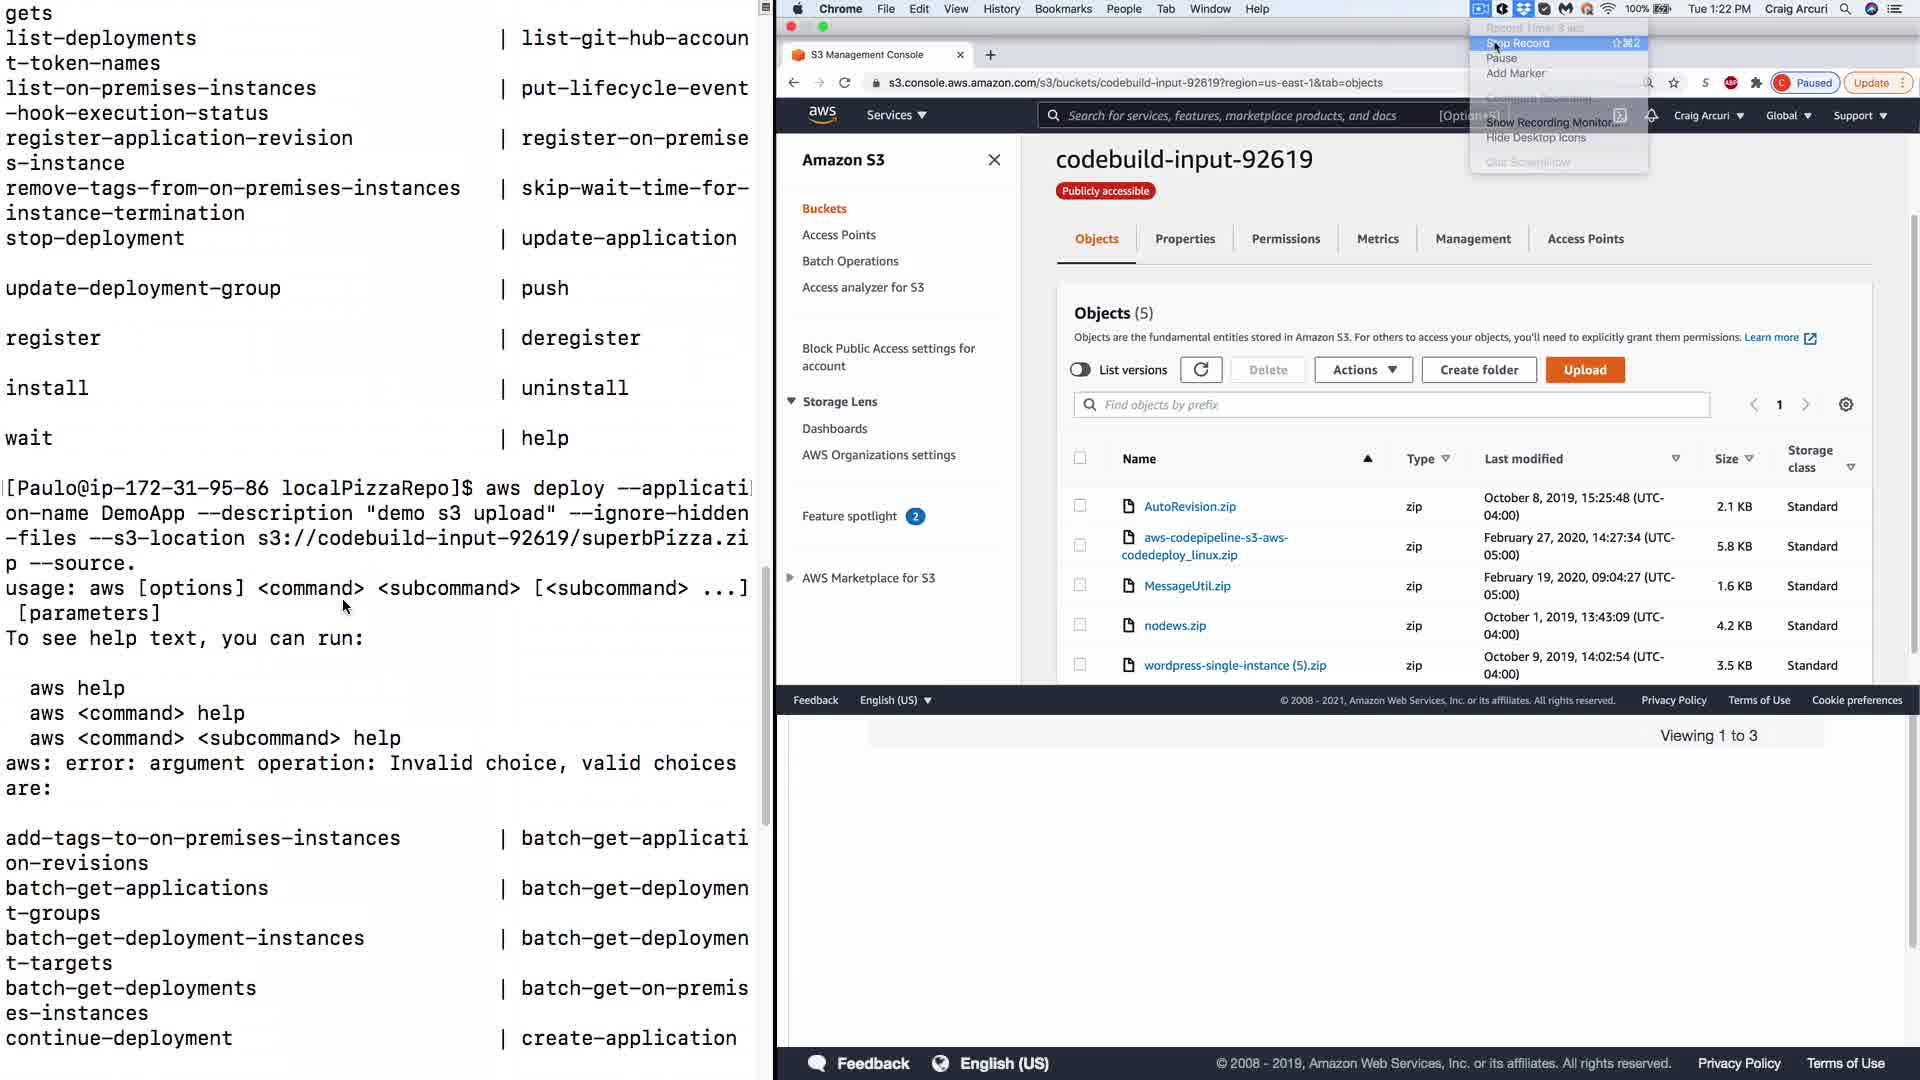 gets
list-deployments | list-git-hub-accoun
t-token-names
list-on-premises-instances | put-lifecycle-event
-hook-execution-status
register-application-revision | register-on-premise
s-instance
remove-tags-from-on-premises-instances | skip-wait-time-for-
instance-termination
stop-deployment | update-application
update-deployment-group | push
register | deregister
install | uninstall
wait | help
[Paulo@ip-172-31-95-86 localPizzaRepo]$ aws deploy --applicati
on-name DemoApp --description "demo s3 upload" --ignore-hidden
-files --s3-location s3://codebuild-input-92619/superbPizza.zi
p --source.
usage: aws [options] <command> <subcommand> [<subcommand> ...]
[parameters]
To see help text, you can run:
aws help
aws <command> help
aws <command> <subcommand> help
aws: error: argument operation: Invalid choice, valid choices
are:
add-tags-to-on-premises-instances | batch-get-applicati
on-revisions
batch-get-applications | batch-get-deploymen
t-groups
batch-get-deployment-instances | batch-get-deploymen
t-targets
batch-get-deployments | batch-get-on-premis
es-instances
continue-deployment | create-application
Chrome File Edit View History Bookmarks People Tab Window Help 100% Tue 1:22 PM Craig Arcuri
Stop Record ⇧⌘2
Pause
Add Marker
Show Recording Monitor...
Hide Desktop Icons
S3 Management Console
s3.console.aws.amazon.com/s3/buckets/codebuild-input-92619?region=us-east-1&tab=objects
ABP
C Paused Update
aws Services Search for services, features, marketplace products, and docs Craig Arcuri Global Support
Amazon S3
Buckets
Access Points
Batch Operations
Access analyzer for S3
Block Public Access settings for
account
Storage Lens
Dashboards
AWS Organizations settings
Feature spotlight 2
AWS Marketplace for S3
codebuild-input-92619
Publicly accessible
Objects Properties Permissions Metrics Management Access Points
Objects (5)
Objects are the fundamental entities stored in Amazon S3. For others to access your objects, you'll need to explicitly grant them permissions. Learn more
List versions Delete Actions Create folder Upload
Find objects by prefix 1
Name Type Last modified Size Storage
class
AutoRevision.zip zip October 8, 2019, 15:25:48 (UTC-
04:00) 2.1 KB Standard
aws-codepipeline-s3-aws-
codedeploy_linux.zip zip February 27, 2020, 14:27:34 (UTC-
05:00) 5.8 KB Standard
MessageUtil.zip zip February 19, 2020, 09:04:27 (UTC-
05:00) 1.6 KB Standard
nodews.zip zip October 1, 2019, 13:43:09 (UTC-
04:00) 4.2 KB Standard
wordpress-single-instance (5).zip zip October 9, 2019, 14:02:54 (UTC-
04:00) 3.5 KB Standard
Feedback English (US) © 2008 - 2021, Amazon Web Services, Inc. or its affiliates. All rights reserved. Privacy Policy Terms of Use Cookie preferences
Viewing 1 to 3
Feedback English (US) © 2008 - 2019, Amazon Web Services, Inc. or its affiliates. All rights reserved. Privacy Policy Terms of Use